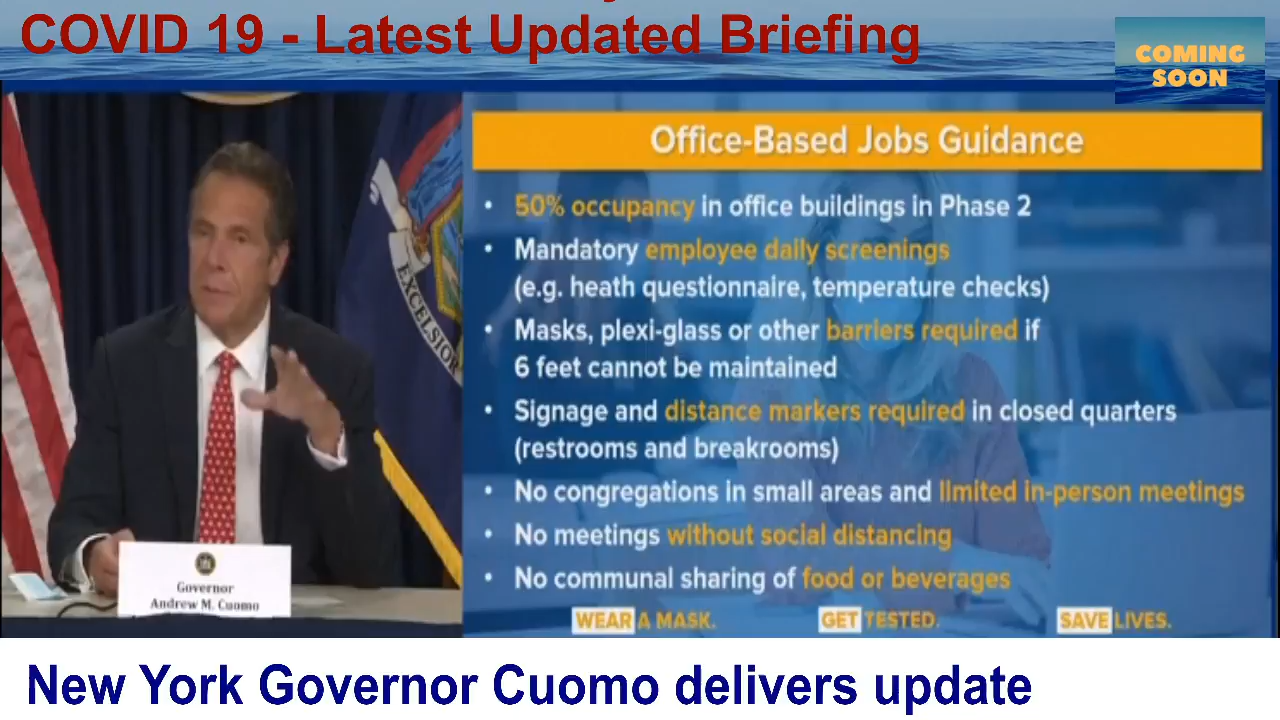 COVID 19 - Latest Updated Briefing
COMING
SOON
Office-Based Jobs Guidance
• 50% occupancy in office buildings in Phase 2
• Mandatory employee daily screenings
(e.g. heath questionnaire, temperature checks)
• Masks, plexi-glass or other barriers required if
6 feet cannot be maintained
• Signage and distance markers required in closed quarters
(restrooms and breakrooms)
• No congregations in small areas and limited in-person meetings
• No meetings without social distancing
• No communal sharing of food or beverages
WEAR A MASK. GET TESTED. SAVE LIVES.
EXCELSIOR
Governor
Andrew M. Cuomo
New York Governor Cuomo delivers update